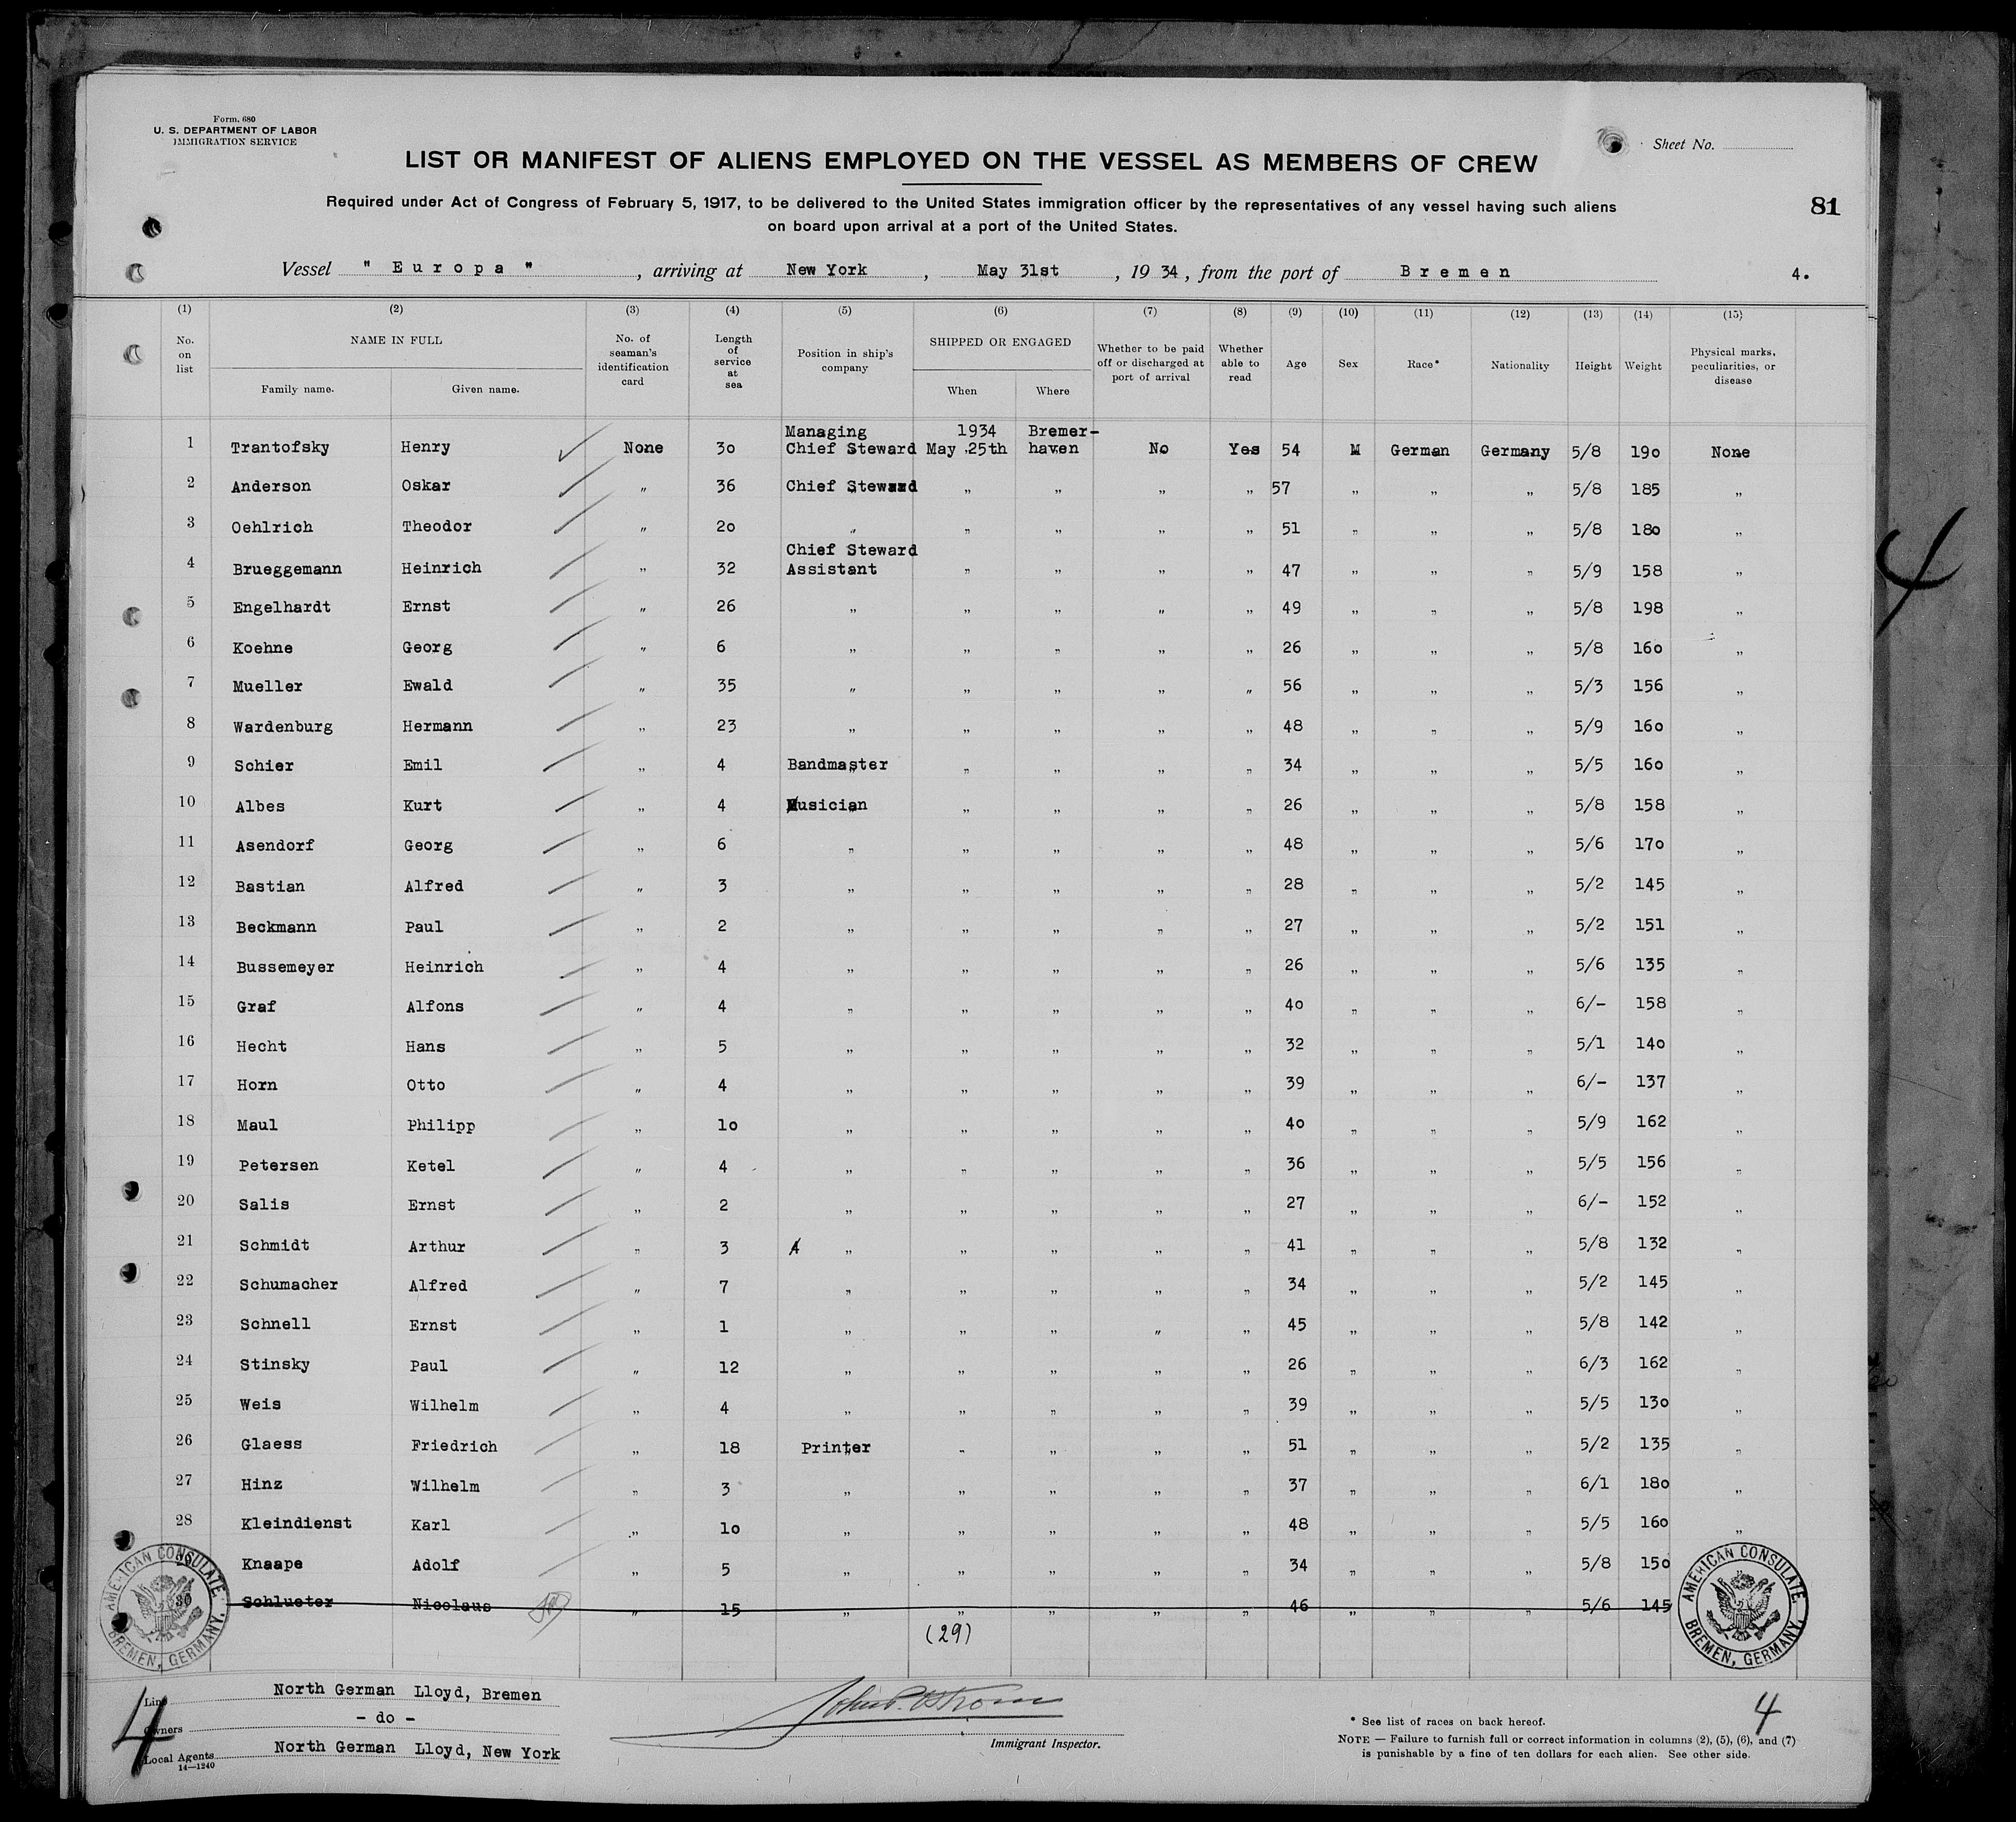 Form. 680
U. S. DEPARTMENT OF LABOR
IMMIGRATION SERVICE
Sheet No.
LIST OR MANIFEST OF ALIENS EMPLOYED ON THE VESSEL AS MEMBERS OF CREW
Required under Act of Congress of February 5, 1917, to be delivered to the United States immigration officer by the representatives of any vessel having such aliens
on board upon arrival at a port of the United States.
81
Vessel " Europa " , arriving at New York , May 31st , 19 34 , from the port of Bremen 4.
(1) (2) (3) (4) (5) (6) (7) (8) (9) (10) (11) (12) (13) (14) (15)
No. on list NAME IN FULL Family name. Given name. No. of seaman's identification card Length of service at sea Position in ship's company SHIPPED OR ENGAGED When Where Whether to be paid off or discharged at port of arrival Whether able to read Age Sex Race* Nationality Height Weight Physical marks, peculiarities, or disease
Managing 1934 Bremer-
1 Trantofsky Henry None 30 Chief Steward May 25th haven No Yes 54 M German Germany 5/8 190 None
2 Anderson Oskar " 36 Chief Steward " " " " 57 " " " 5/8 185 "
3 Oehlrich Theodor " 20 " " " " " 51 " " " 5/8 180 "
Chief Steward
4 Brueggemann Heinrich " 32 Assistant " " " " 47 " " " 5/9 158 "
5 Engelhardt Ernst " 26 " " " " " 49 " " " 5/8 198 "
6 Koehne Georg " 6 " " " " " 26 " " " 5/8 160 "
7 Mueller Ewald " 35 " " " " " 56 " " " 5/3 156 "
8 Wardenburg Hermann " 23 " " " " " 48 " " " 5/9 160 "
9 Schier Emil " 4 Bandmaster " " " " 34 " " " 5/5 160 "
10 Albes Kurt " 4 Musician " " " " 26 " " " 5/8 158 "
11 Asendorf Georg " 6 " " " " " 48 " " " 5/6 170 "
12 Bastian Alfred " 3 " " " " " 28 " " " 5/2 145 "
13 Beckmann Paul " 2 " " " " " 27 " " " 5/2 151 "
14 Bussemeyer Heinrich " 4 " " " " " 26 " " " 5/6 135 "
15 Graf Alfons " 4 " " " " " 40 " " " 6/- 158 "
16 Hecht Hans " 5 " " " " " 32 " " " 5/1 140 "
17 Horn Otto " 4 " " " " " 39 " " " 6/- 137 "
18 Maul Philipp " 10 " " " " " 40 " " " 5/9 162 "
19 Petersen Ketel " 4 " " " " " 36 " " " 5/5 156 "
20 Salis Ernst " 2 " " " " " 27 " " " 6/- 152 "
21 Schmidt Arthur " 3 " " " " " 41 " " " 5/8 132 "
22 Schumacher Alfred " 7 " " " " " 34 " " " 5/2 145 "
23 Schnell Ernst " 1 " " " " " 45 " " " 5/8 142 "
24 Stinsky Paul " 12 " " " " " 26 " " " 6/3 162 "
25 Weis Wilhelm " 4 " " " " " 39 " " " 5/5 130 "
26 Glaess Friedrich " 18 Printer " " " " 51 " " " 5/2 135 "
27 Hinz Wilhelm " 3 " " " " " 37 " " " 6/1 180 "
28 Kleindienst Karl " 10 " " " " " 48 " " " 5/5 160 "
29 Knaape Adolf " 5 " " " " " 34 " " " 5/8 150
30 Schlueter Nicolaus " 15 " " " " " 46 " " " 5/6 145
(29)
AMERICAN CONSULATE, BREMEN, GERMANY.
AMERICAN CONSULATE, BREMEN, GERMANY.
4
Line North German Lloyd, Bremen
Owners - do -
Local Agents North German Lloyd, New York
14—1240
Immigrant Inspector.
4
* See list of races on back hereof.
NOTE — Failure to furnish full or correct information in columns (2), (5), (6), and (7)
is punishable by a fine of ten dollars for each alien. See other side.
4